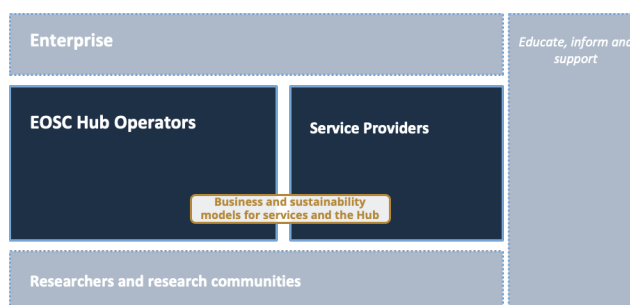 Enterprise
Educate, inform and
support
EOSC Hub Operators
Service Providers
Business and sustainability
models for services and the Hub
Researchers and research communities